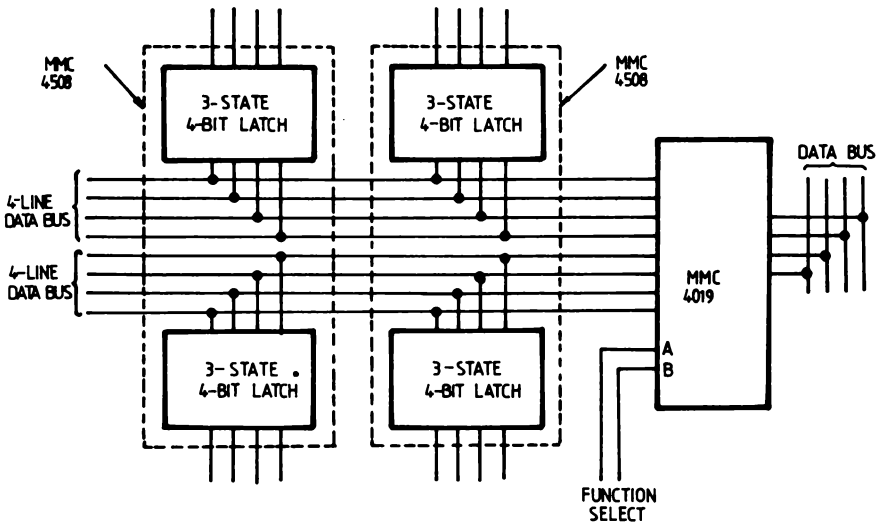 MMC
4508
3-STATE
4-BIT LATCH
3-STATE
4-BIT LATCH
MMC
4508
DATA BUS
4-LINE
DATA BUS
4-LINE
DATA BUS
MMC
4019
A
B
3-STATE
4-BIT LATCH
3-STATE
4-BIT LATCH
FUNCTION
SELECT